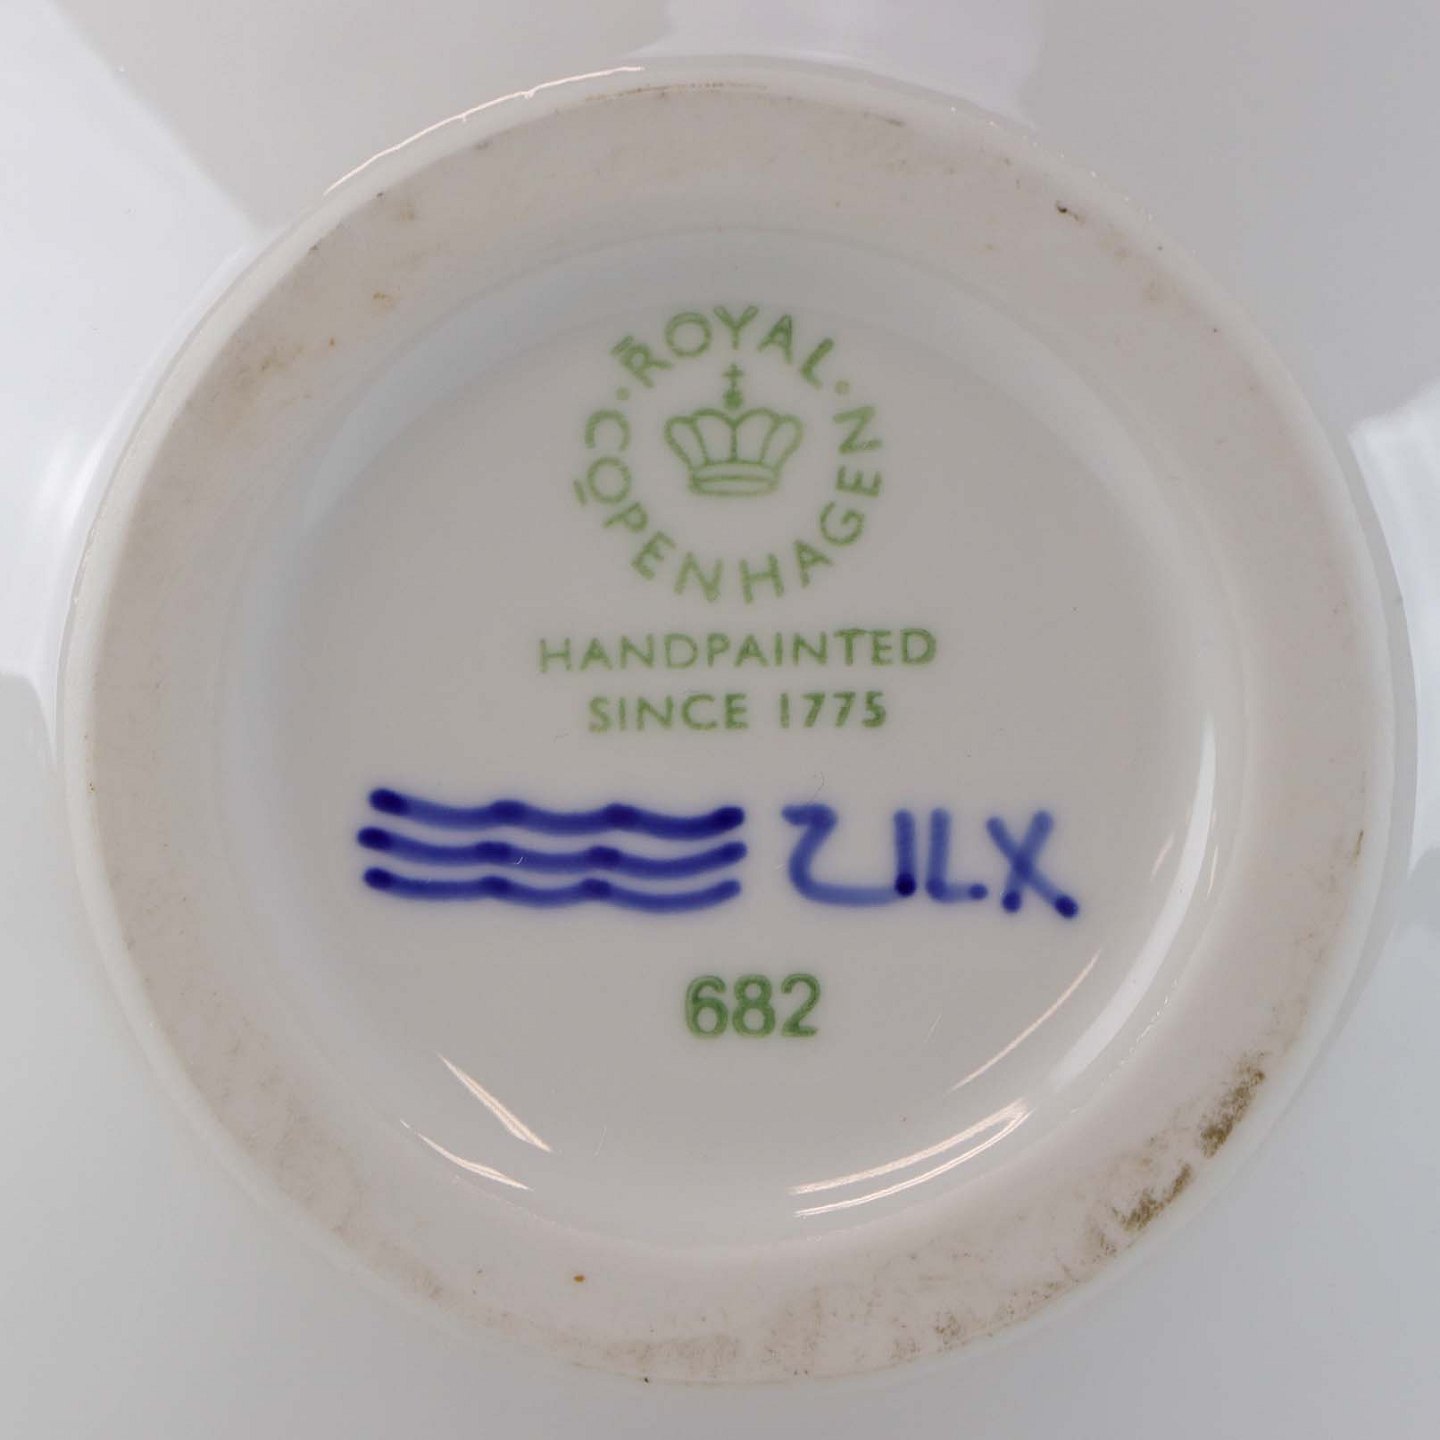 ROYAL · COPENHAGEN ·
HANDPAINTED
SINCE 1775
682